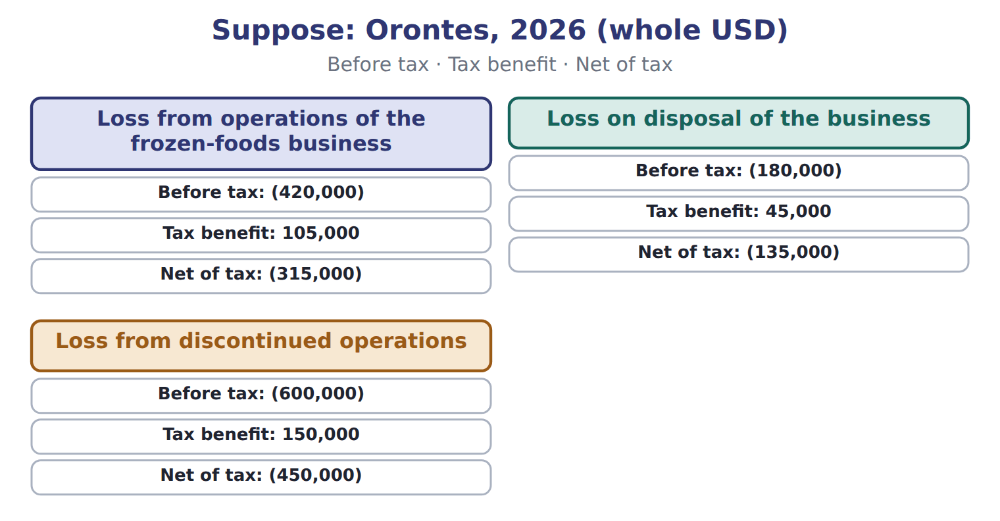 Suppose: Orontes, 2026 (whole USD)
Before tax · Tax benefit · Net of tax
Loss from operations of the
frozen-foods business
Before tax: (420,000)
Tax benefit: 105,000
Net of tax: (315,000)
Loss on disposal of the business
Before tax: (180,000)
Tax benefit: 45,000
Net of tax: (135,000)
Loss from discontinued operations
Before tax: (600,000)
Tax benefit: 150,000
Net of tax: (450,000)